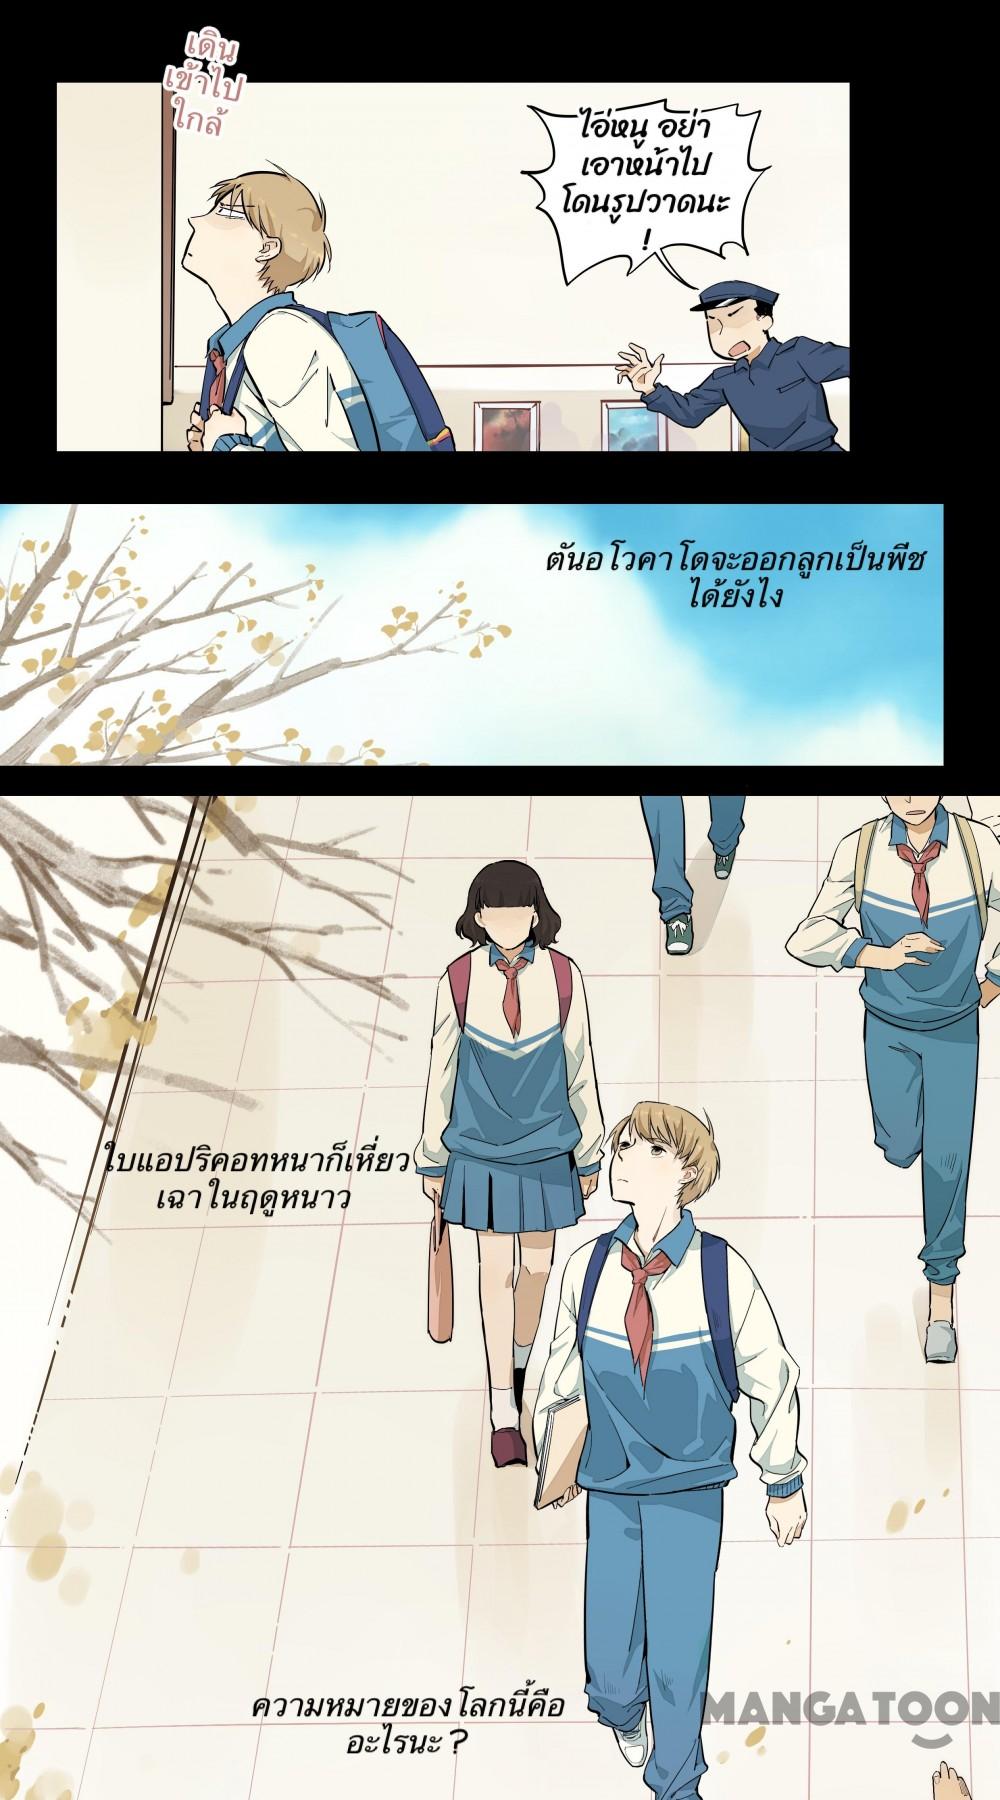 เดิน
เข้าไป
ใกล้
ไอ่หนู อย่า
เอาหน้าไป
โดนรูปวาดนะ
!
ต้นอโวคาโดจะออกลูกเป็นพีช
ได้ยังไง
ใบแอปริคอทหนาก็เหี่ยว
เฉาในฤดูหนาว
ความหมายของโลกนี้คือ
อะไรนะ ?
MANGATOON